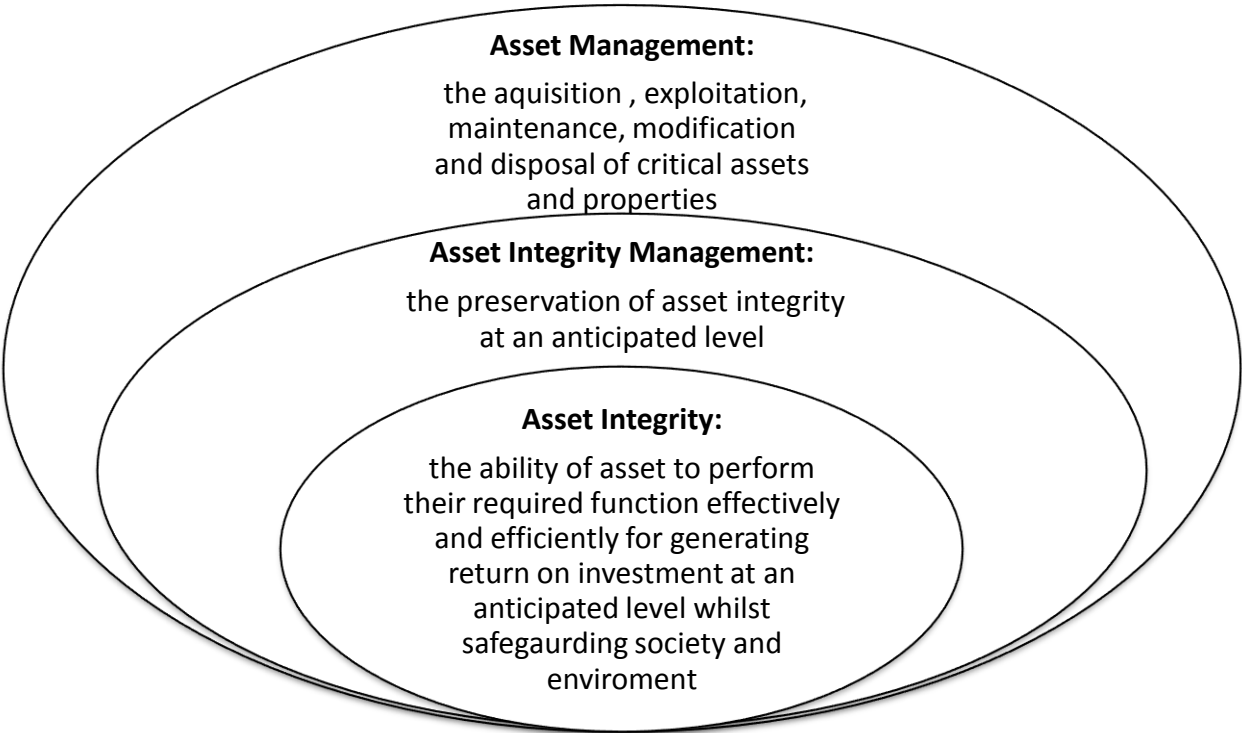 Asset Management:
the aquisition , exploitation,
maintenance, modification
and disposal of critical assets
and properties
Asset Integrity Management:
the preservation of asset integrity
at an anticipated level
Asset Integrity:
the ability of asset to perform
their required function effectively
and efficiently for generating
return on investment at an
anticipated level whilst
safegaurding society and
enviroment